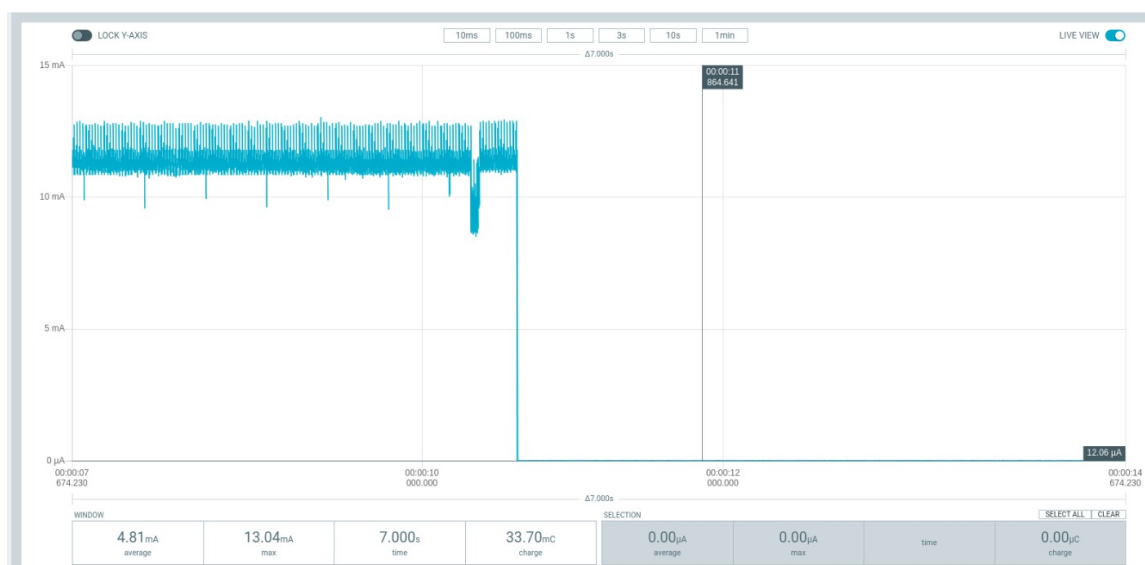 LOCK Y-AXIS 10ms 100ms 1s 3s 10s 1min LIVE VIEW
Δ7.000s
15 mA
00:00:11
864.641
10 mA
5 mA
0 µA
12.06 µA
00:00:07 00:00:10 00:00:12 00:00:14
674.230 000.000 000.000 674.230
Δ7.000s
WINDOW SELECTION SELECT ALL CLEAR
4.81mA 13.04mA 7.000s 33.70mC 0.00µA 0.00µA time 0.00µC
average max time charge average max charge